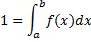 1 = ∫_a^b f(x)dx